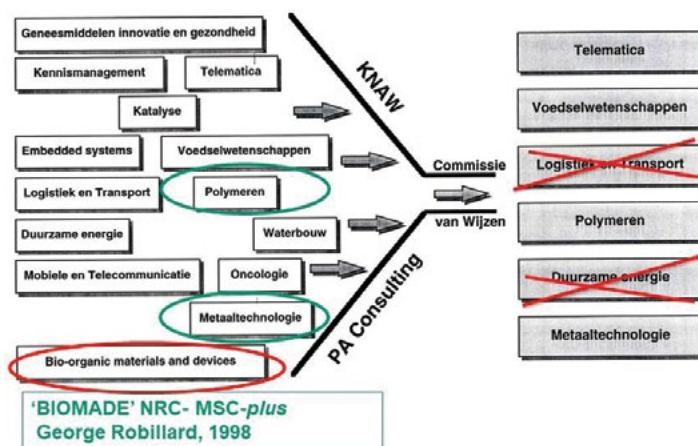 Geneesmiddelen innovatie en gezondheid
Kennismanagement
Telematica
Katalyse
Embedded systems
Voedselwetenschappen
Logistiek en Transport
Polymeren
Duurzame energie
Waterbouw
Mobiele en Telecommunicatie
Oncologie
Metaaltechnologie
Bio-organic materials and devices
'BIOMADE' NRC- MSC-plus
George Robillard, 1998
KNAW
PA Consulting
Commissie
van Wijzen
Telematica
Voedselwetenschappen
Logistiek en Transport
Polymeren
Duurzame energie
Metaaltechnologie